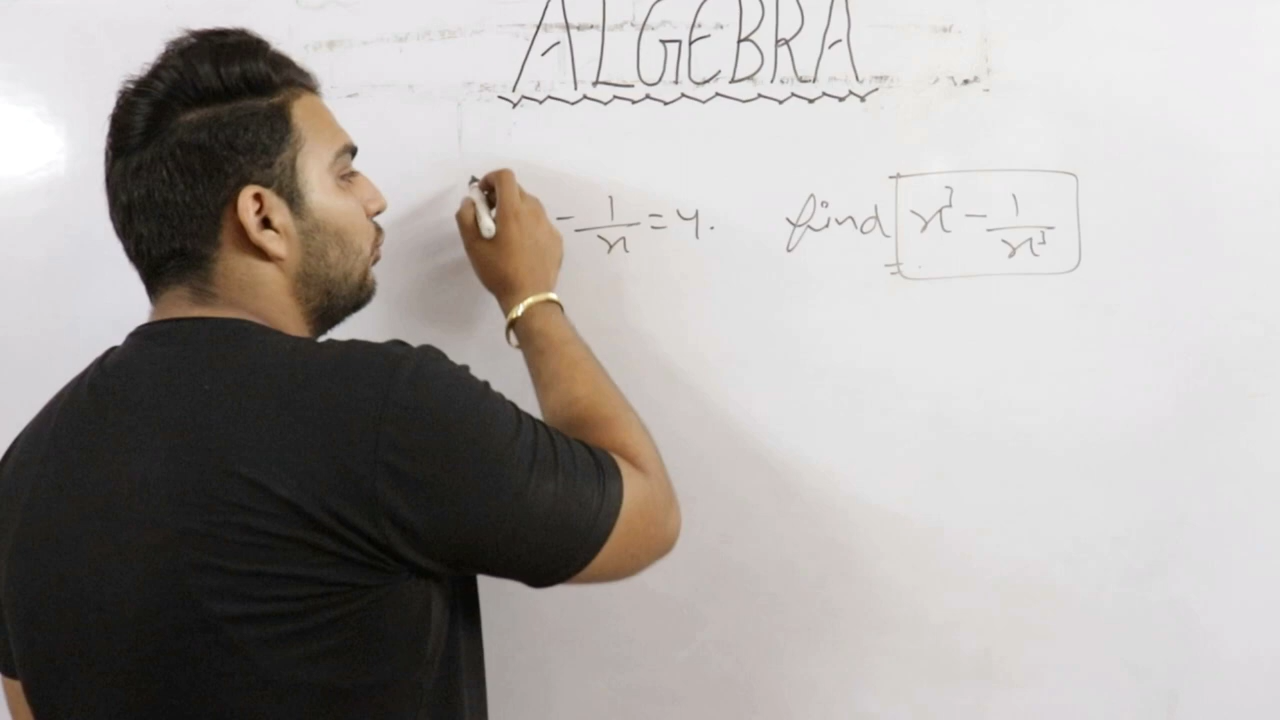 ALGEBRA
- 1/x = 4. find x³ - 1/x³